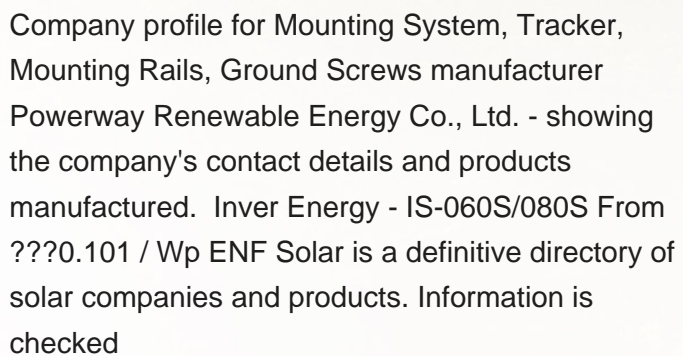 Company profile for Mounting System, Tracker,
Mounting Rails, Ground Screws manufacturer
Powerway Renewable Energy Co., Ltd. - showing
the company's contact details and products
manufactured.  Inver Energy - IS-060S/080S From
???0.101 / Wp ENF Solar is a definitive directory of
solar companies and products. Information is
checked